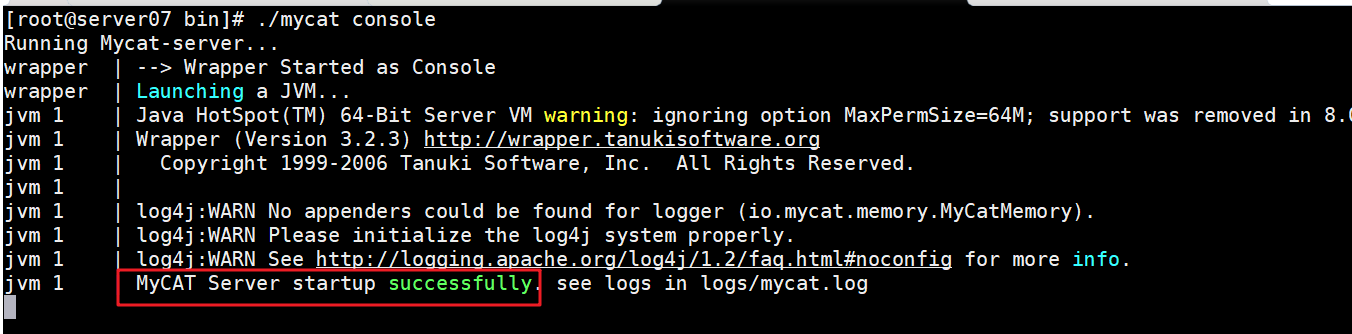 [root@server07 bin]# ./mycat console
Running Mycat-server...
wrapper  | --> Wrapper Started as Console
wrapper  | Launching a JVM...
jvm 1    | Java HotSpot(TM) 64-Bit Server VM warning: ignoring option MaxPermSize=64M; support was removed in 8.0
jvm 1    | Wrapper (Version 3.2.3) http://wrapper.tanukisoftware.org
jvm 1    |   Copyright 1999-2006 Tanuki Software, Inc.  All Rights Reserved.
jvm 1    |
jvm 1    | log4j:WARN No appenders could be found for logger (io.mycat.memory.MyCatMemory).
jvm 1    | log4j:WARN Please initialize the log4j system properly.
jvm 1    | log4j:WARN See http://logging.apache.org/log4j/1.2/faq.html#noconfig for more info.
jvm 1    | MyCAT Server startup successfully. see logs in logs/mycat.log